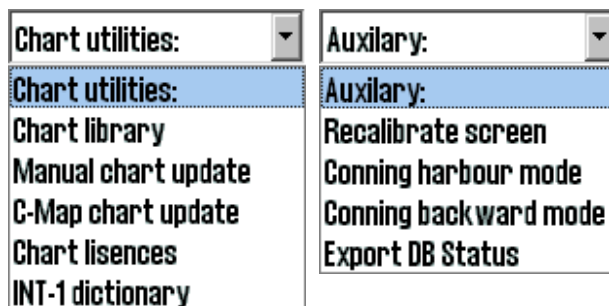 Chart utilities:
Chart utilities:
Chart library
Manual chart update
C-Map chart update
Chart lisences
INT-1 dictionary
Auxilary:
Auxilary:
Recalibrate screen
Conning harbour mode
Conning backward mode
Export DB Status